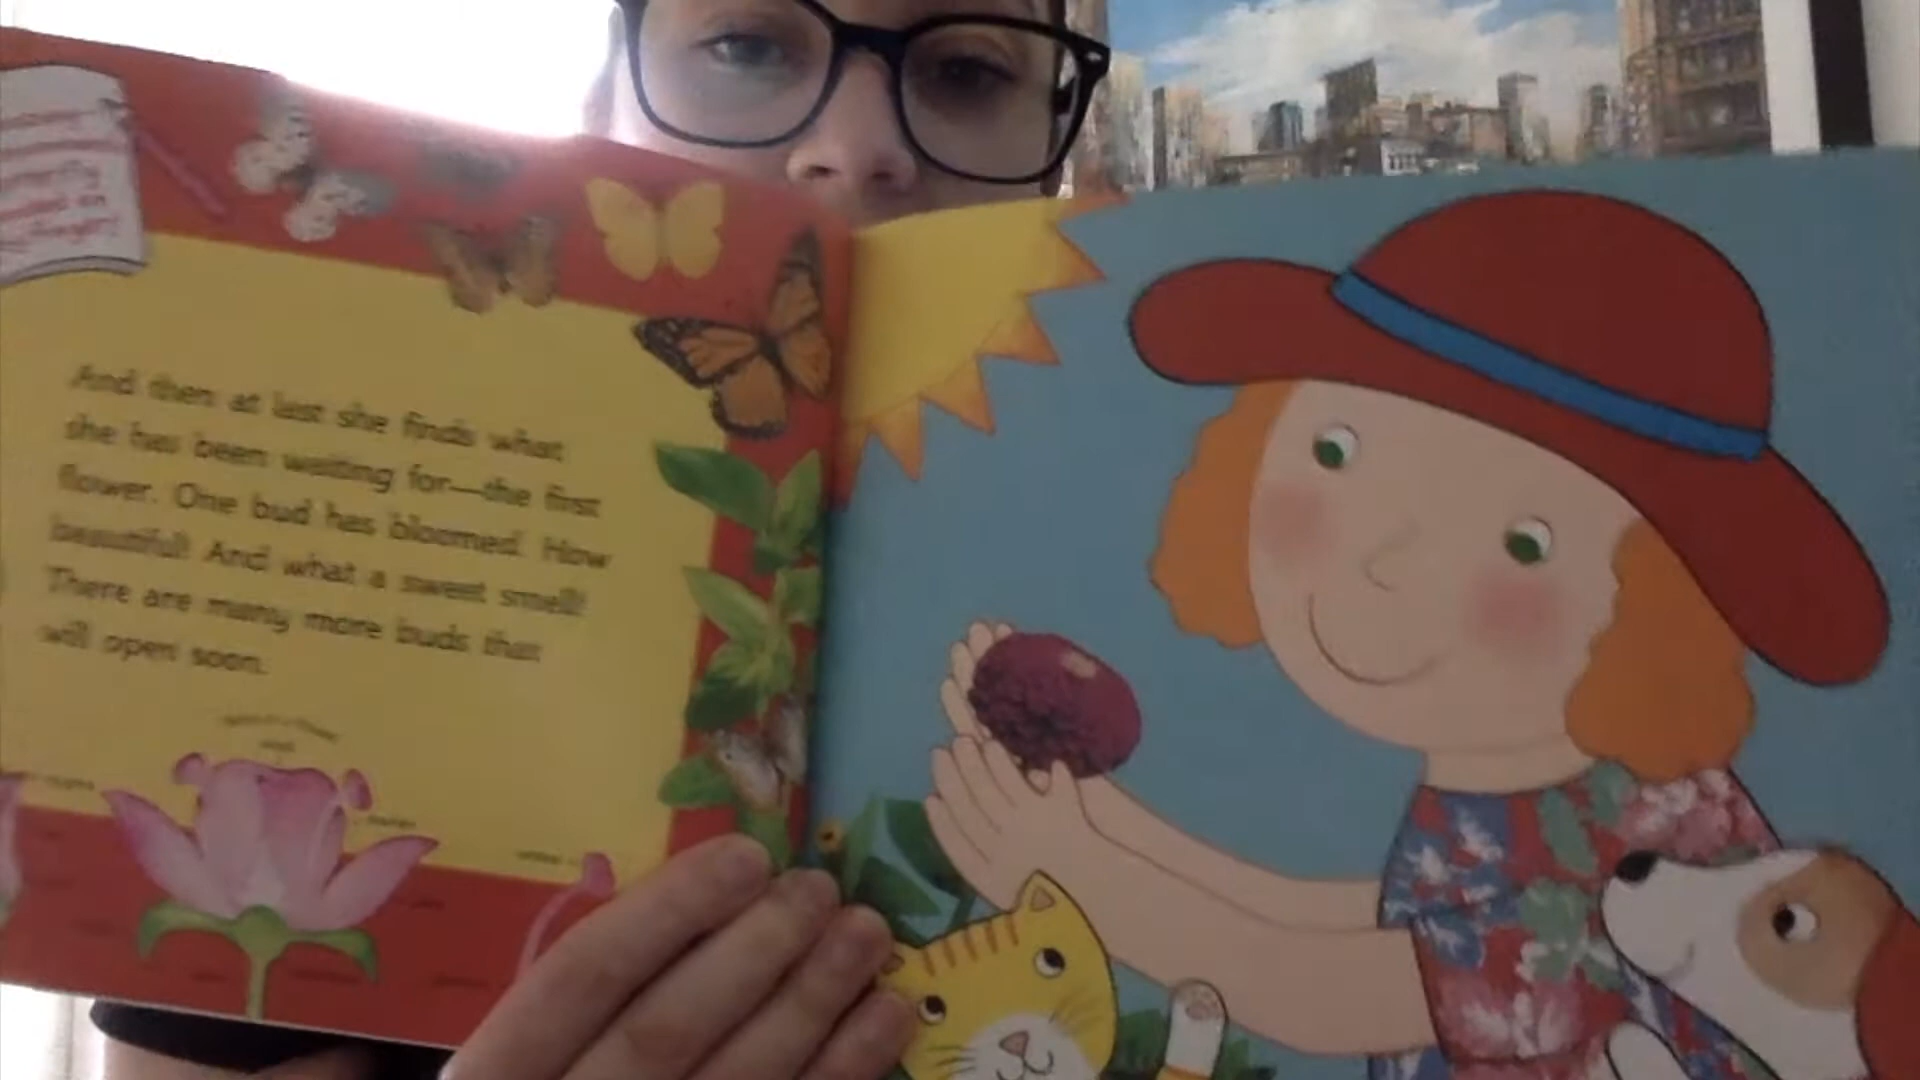 And then at last she finds what
she has been waiting for—the first
flower. One bud has bloomed. How
beautiful! And what a sweet smell!
There are many more buds that
will open soon.